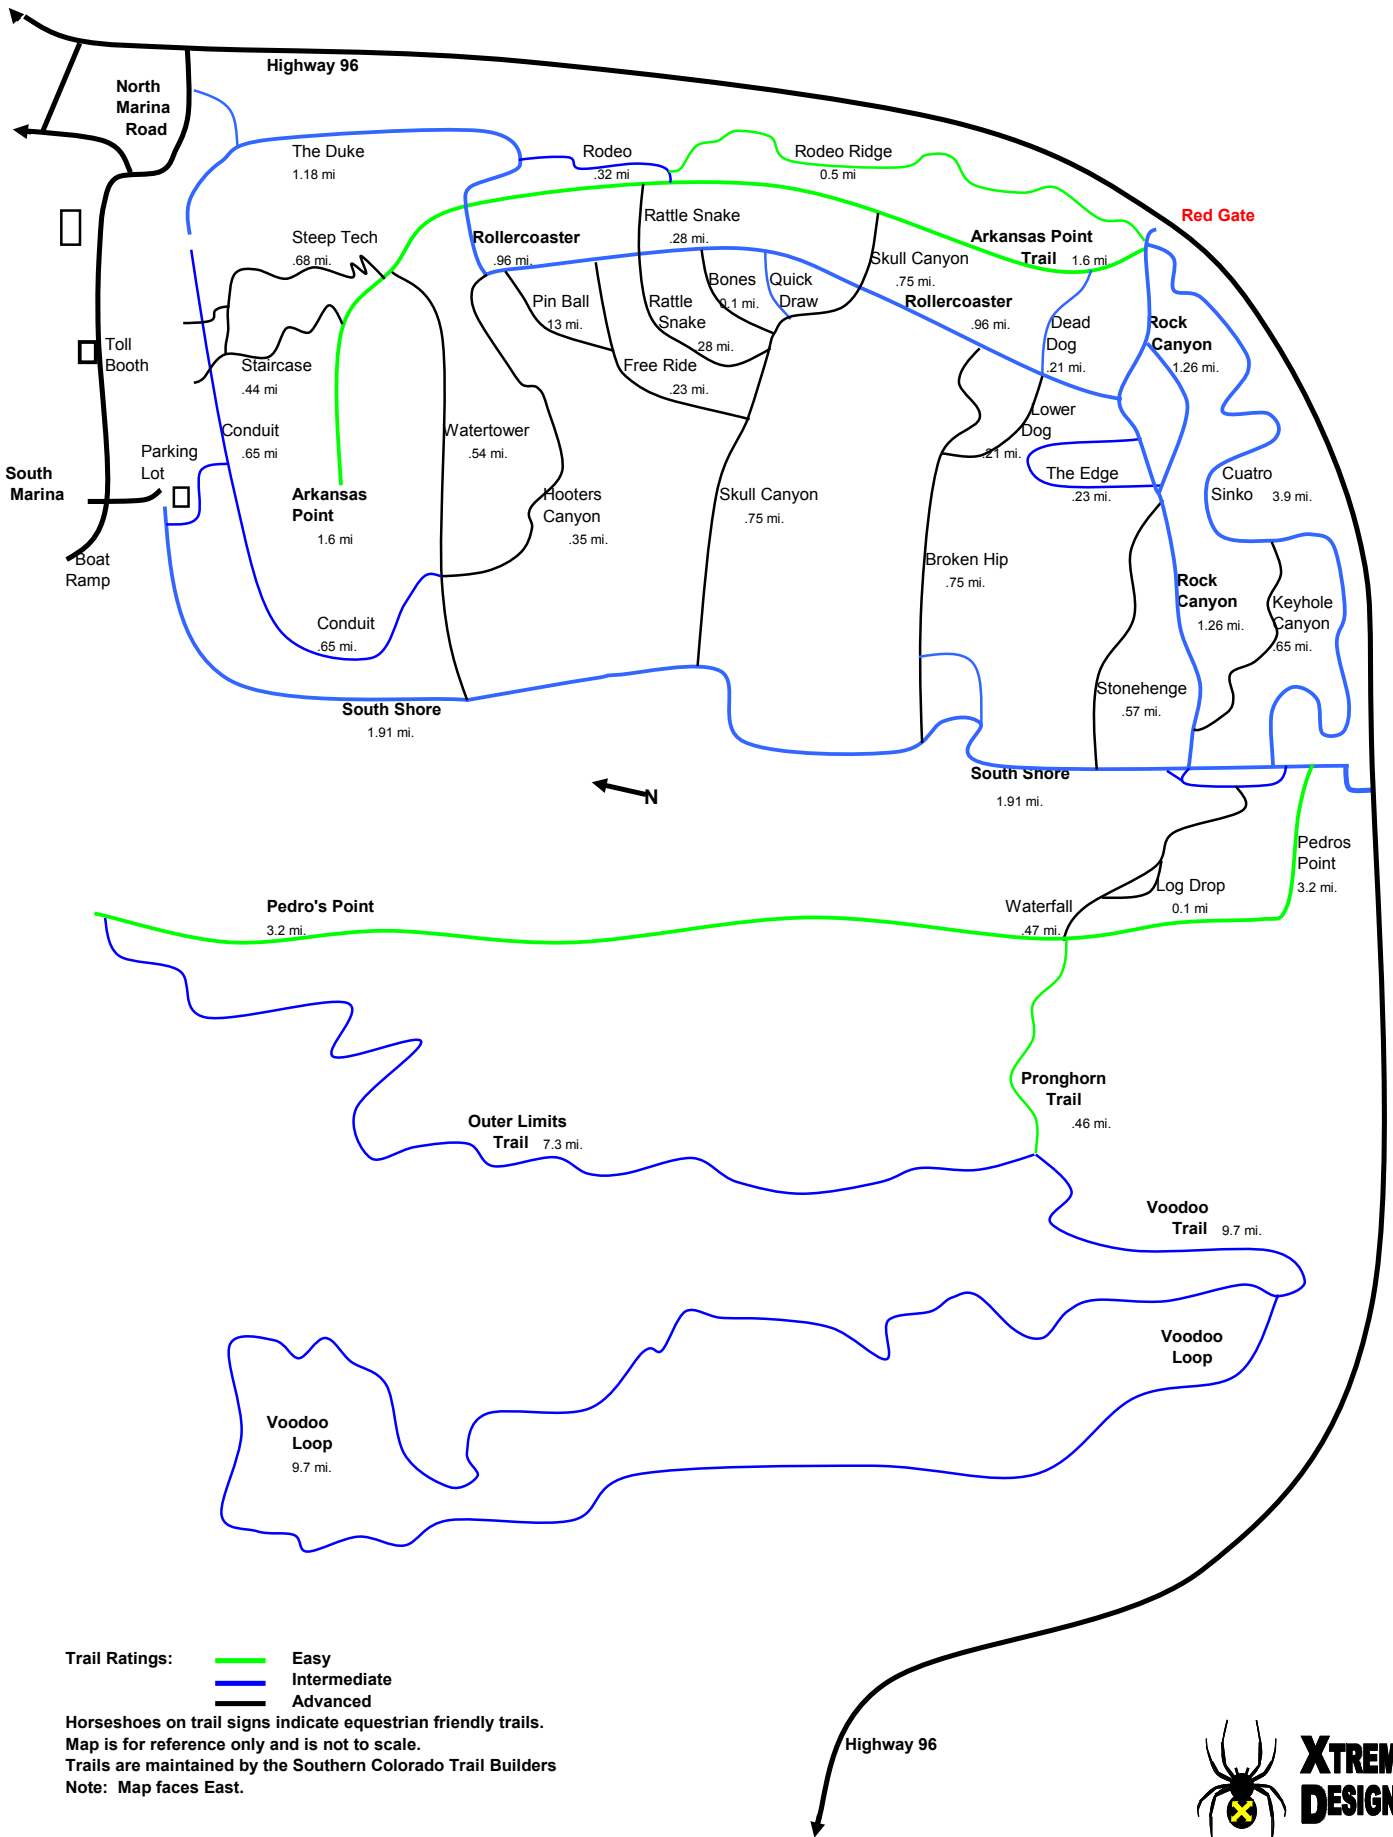 Highway 96
North
Marina
Road
The Duke
1.18 mi
Rodeo
.32 mi
Rodeo Ridge
0.5 mi
Red Gate
Steep Tech
.68 mi.
Rollercoaster
.96 mi.
Rattle Snake
.28 mi.
Skull Canyon
.75 mi.
Arkansas Point
Trail 1.6 mi
Pin Ball
.13 mi.
Rattle
Snake
.28 mi.
Bones
0.1 mi.
Quick
Draw
Rollercoaster
.96 mi.
Dead
Dog
.21 mi.
Rock
Canyon
1.26 mi.
Toll
Booth
Staircase
.44 mi
Free Ride
.23 mi.
Lower
Dog
.21 mi.
Conduit
.65 mi
Watertower
.54 mi.
Parking
Lot
South
Marina
Arkansas
Point
1.6 mi
Hooters
Canyon
.35 mi.
Skull Canyon
.75 mi.
The Edge
.23 mi.
Cuatro
Sinko 3.9 mi.
Boat
Ramp
Broken Hip
.75 mi.
Rock
Canyon
1.26 mi.
Keyhole
Canyon
.65 mi.
Conduit
.65 mi.
Stonehenge
.57 mi.
South Shore
1.91 mi.
N
South Shore
1.91 mi.
Pedros
Point
3.2 mi.
Log Drop
0.1 mi
Waterfall
.47 mi.
Pedro's Point
3.2 mi.
Pronghorn
Trail
.46 mi.
Outer Limits
Trail 7.3 mi.
Voodoo
Trail 9.7 mi.
Voodoo
Loop
Voodoo
Loop
9.7 mi.
Trail Ratings:
Easy
Intermediate
Advanced
Horseshoes on trail signs indicate equestrian friendly trails.
Map is for reference only and is not to scale.
Trails are maintained by the Southern Colorado Trail Builders
Note: Map faces East.
Highway 96
XTREM
DESIGN